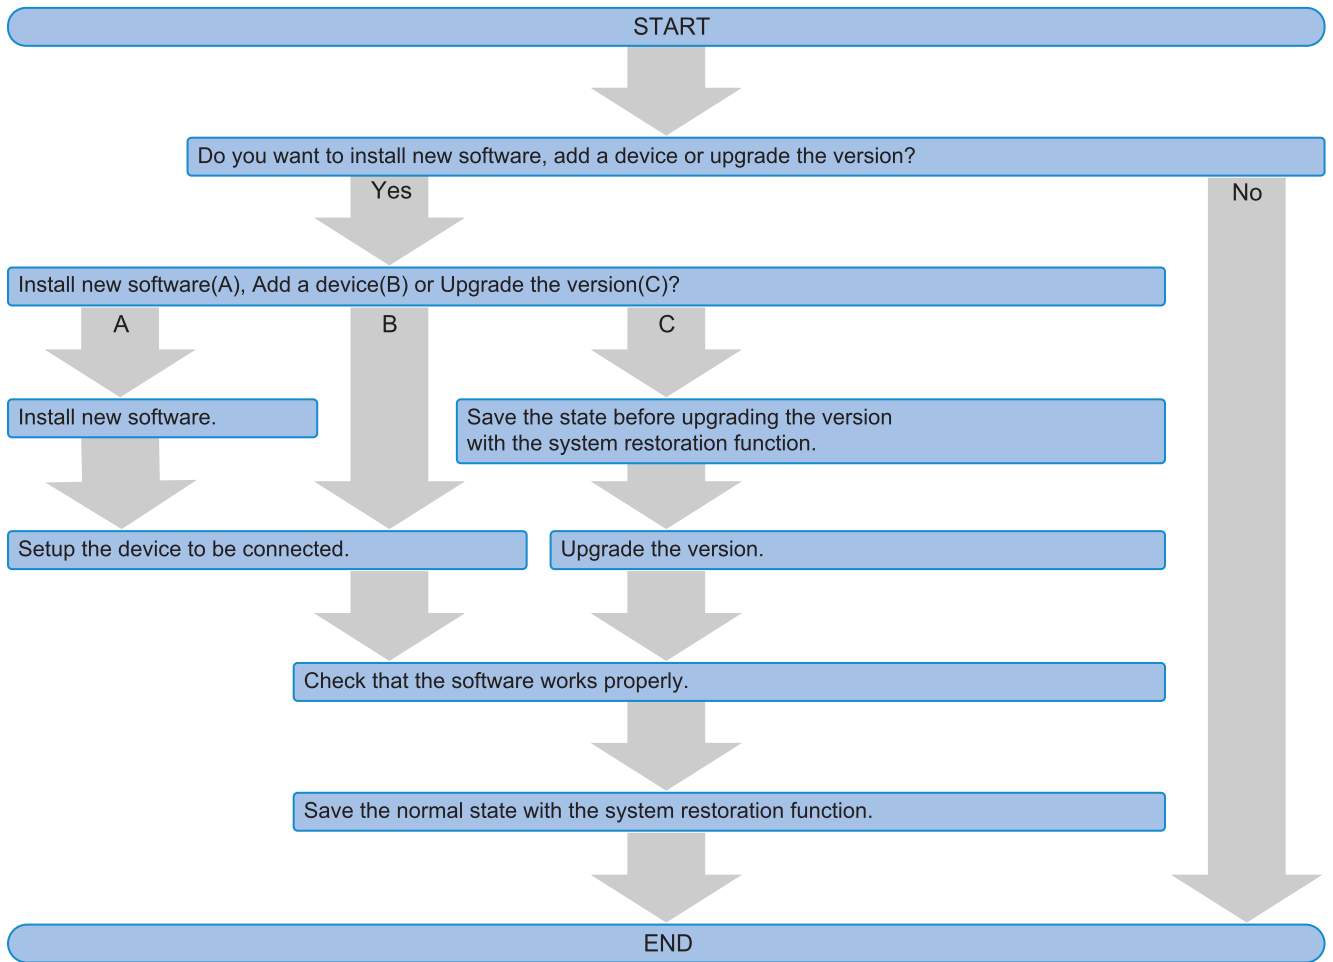 START
Do you want to install new software, add a device or upgrade the version?
Yes
No
Install new software(A), Add a device(B) or Upgrade the version(C)?
A
B
C
Install new software.
Save the state before upgrading the version
with the system restoration function.
Setup the device to be connected.
Upgrade the version.
Check that the software works properly.
Save the normal state with the system restoration function.
END